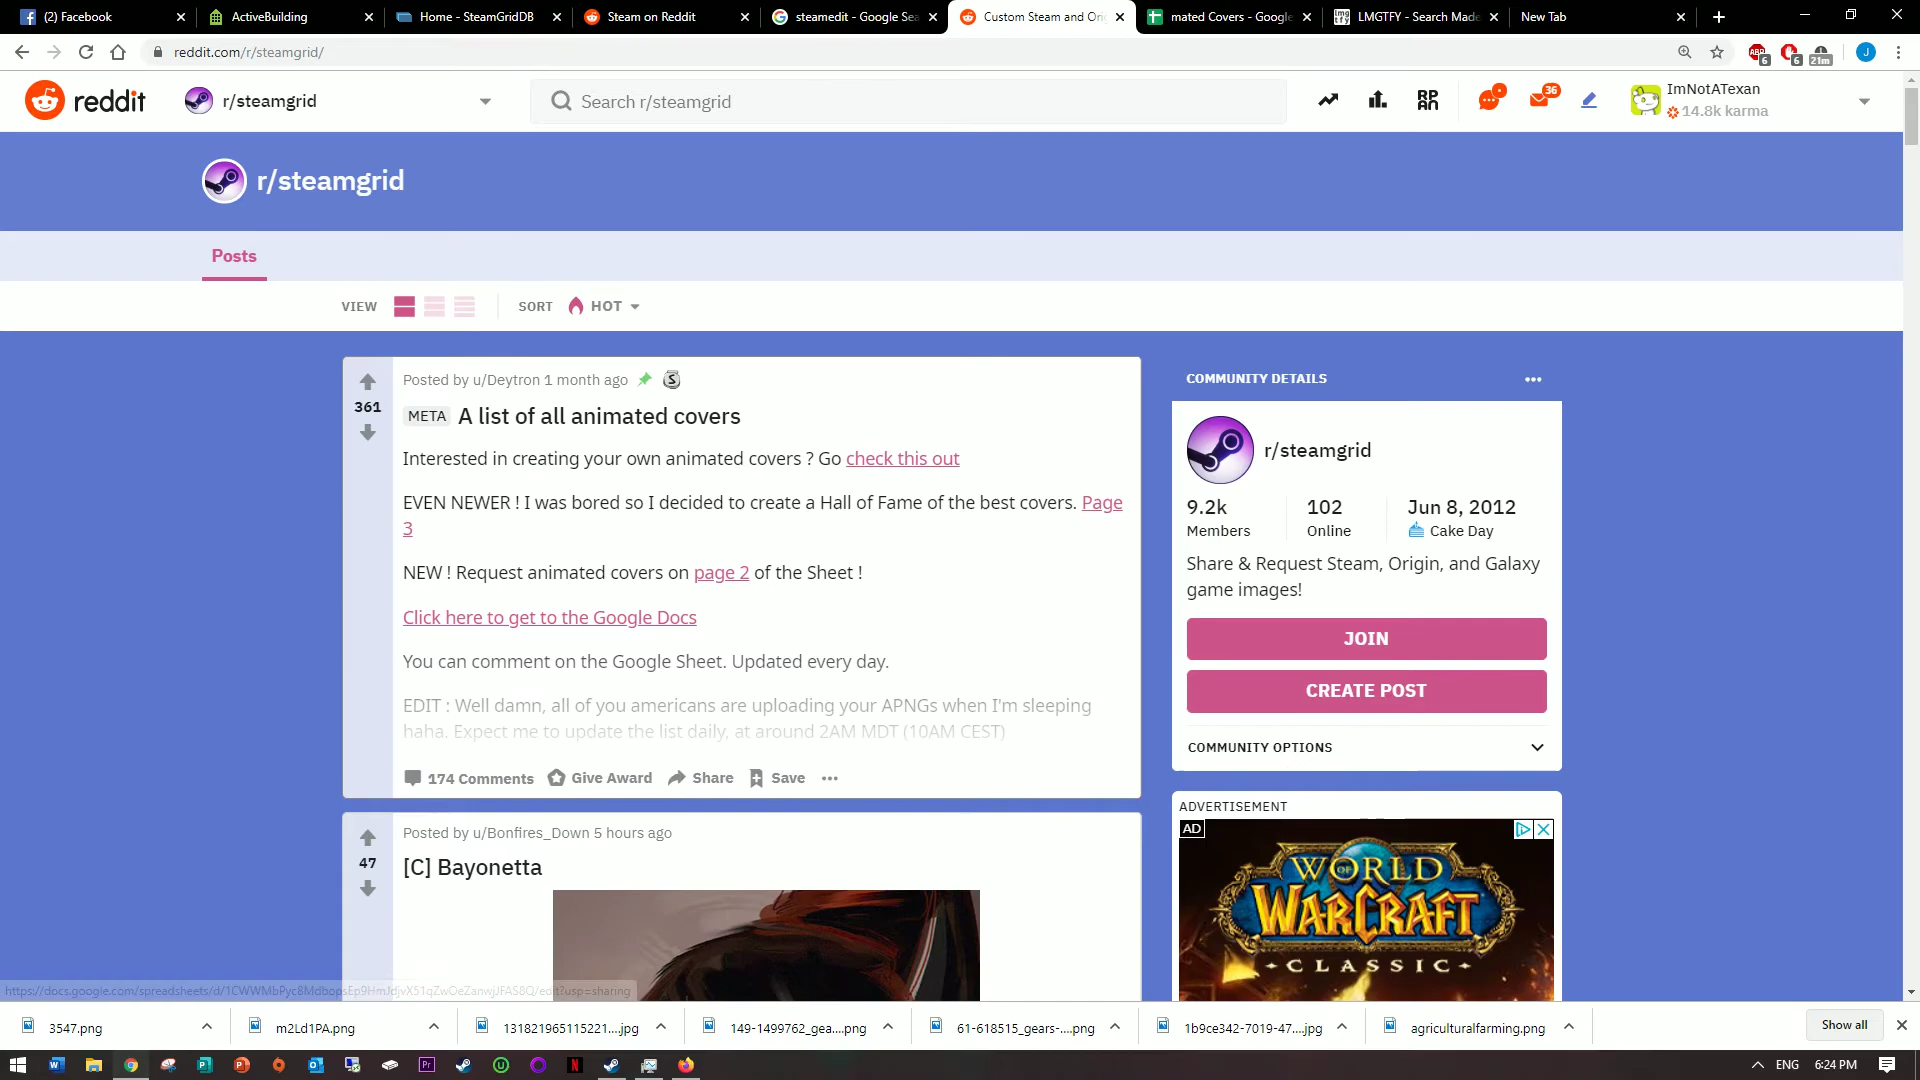 (2) Facebook
ActiveBuilding
Home - SteamGridDB
Steam on Reddit
steamedit - Google Sea
Custom Steam and Ori
mated Covers - Google
LMGTFY - Search Made
New Tab
reddit.com/r/steamgrid/
6
6
21m
J
reddit
r/steamgrid
Search r/steamgrid
36
ImNotATexan
14.8k karma
r/steamgrid
Posts
VIEW
SORT
HOT
Posted by u/Deytron 1 month ago
361
META A list of all animated covers
Interested in creating your own animated covers ? Go check this out
EVEN NEWER ! I was bored so I decided to create a Hall of Fame of the best covers. Page
3
NEW ! Request animated covers on page 2 of the Sheet !
Click here to get to the Google Docs
You can comment on the Google Sheet. Updated every day.
EDIT : Well damn, all of you americans are uploading your APNGs when I'm sleeping
haha. Expect me to update the list daily, at around 2AM MDT (10AM CEST)
174 Comments
Give Award
Share
Save
COMMUNITY DETAILS
r/steamgrid
9.2k
102
Jun 8, 2012
Members
Online
Cake Day
Share & Request Steam, Origin, and Galaxy
game images!
JOIN
CREATE POST
COMMUNITY OPTIONS
Posted by u/Bonfires_Down 5 hours ago
47
[C] Bayonetta
ADVERTISEMENT
AD
WORLD
OF
WARCRAFT
CLASSIC
3547.png
m2Ld1PA.png
131821965115221....jpg
149-1499762_gea....png
61-618515_gears-....png
1b9ce342-7019-47....jpg
agriculturalfarming.png
Show all
ENG
6:24 PM